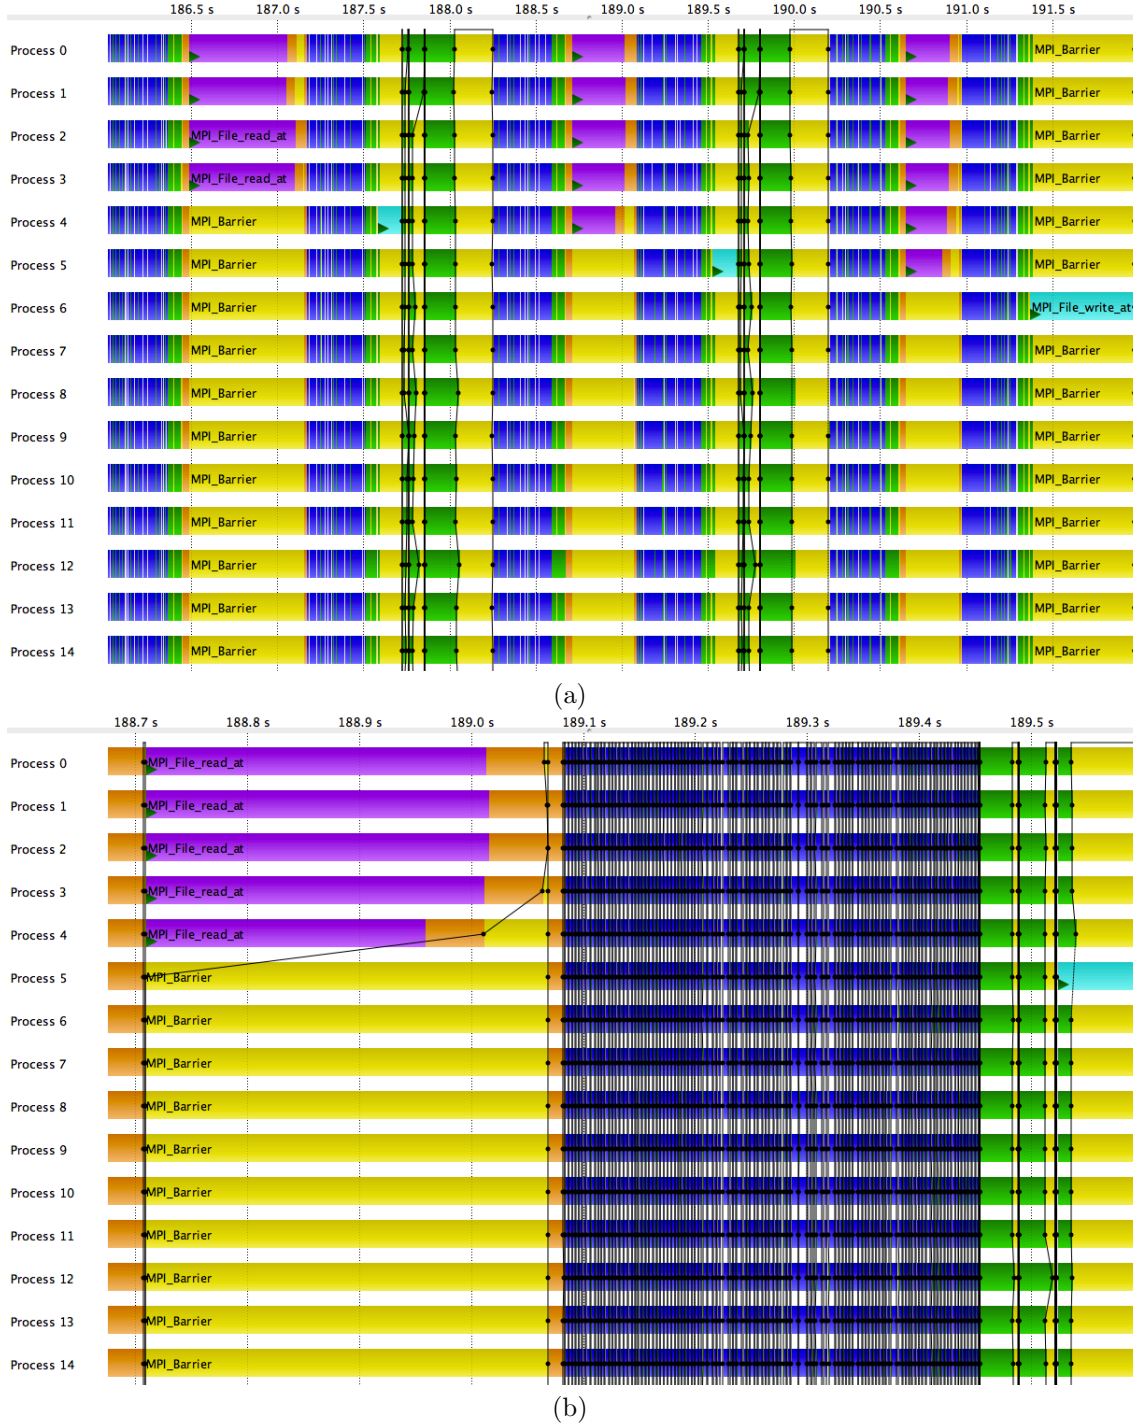 186.5 s 187.0 s 187.5 s 188.0 s 188.5 s 189.0 s 189.5 s 190.0 s 190.5 s 191.0 s 191.5 s
Process 0 MPI_Barrier
Process 1 MPI_Barrier
Process 2 MPI_File_read_at MPI_Barrier
Process 3 MPI_File_read_at MPI_Barrier
Process 4 MPI_Barrier MPI_Barrier
Process 5 MPI_Barrier MPI_Barrier
Process 6 MPI_Barrier MPI_File_write_at
Process 7 MPI_Barrier MPI_Barrier
Process 8 MPI_Barrier MPI_Barrier
Process 9 MPI_Barrier MPI_Barrier
Process 10 MPI_Barrier MPI_Barrier
Process 11 MPI_Barrier MPI_Barrier
Process 12 MPI_Barrier MPI_Barrier
Process 13 MPI_Barrier MPI_Barrier
Process 14 MPI_Barrier MPI_Barrier
(a)
188.7 s 188.8 s 188.9 s 189.0 s 189.1 s 189.2 s 189.3 s 189.4 s 189.5 s
Process 0 MPI_File_read_at
Process 1 MPI_File_read_at
Process 2 MPI_File_read_at
Process 3 MPI_File_read_at
Process 4 MPI_File_read_at
Process 5 MPI_Barrier
Process 6 MPI_Barrier
Process 7 MPI_Barrier
Process 8 MPI_Barrier
Process 9 MPI_Barrier
Process 10 MPI_Barrier
Process 11 MPI_Barrier
Process 12 MPI_Barrier
Process 13 MPI_Barrier
Process 14 MPI_Barrier
(b)